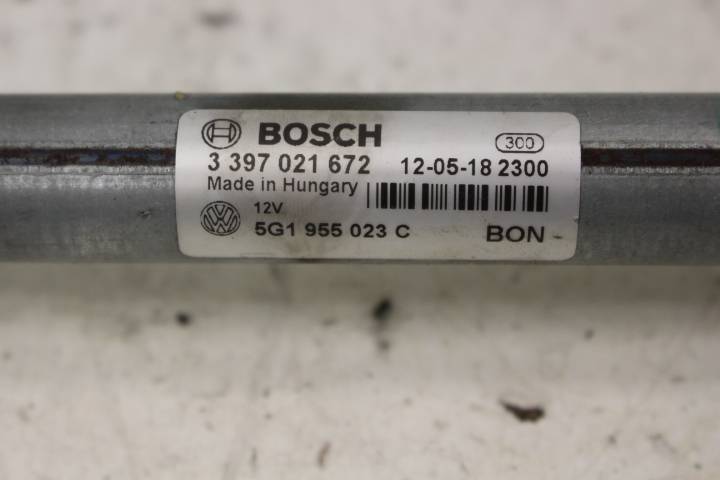 BOSCH 300
3 397 021 672 12-05-18 2300
Made in Hungary
12V
5G1 955 023 C BON